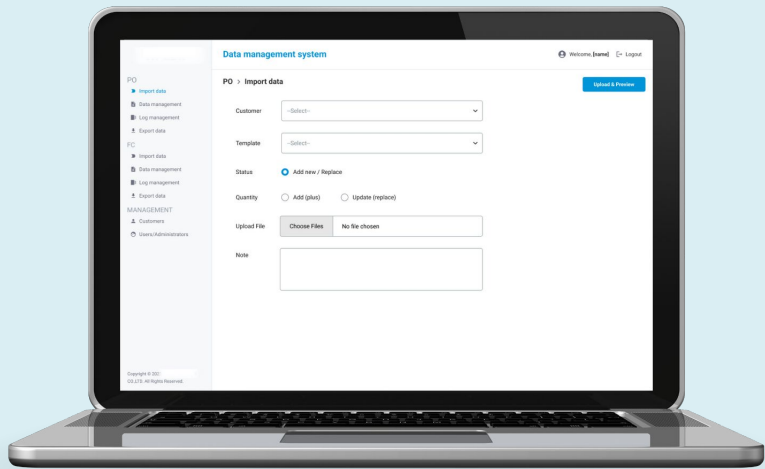 Data management system
Welcome, [name]
Logout
PO
Import data
Data management
Log management
Export data
FC
Import data
Data management
Log management
Export data
MANAGEMENT
Customers
Users/Administrators
Copyright © 202
CO.,LTD. All Rights Reserved.
PO > Import data
Upload & Preview
Customer
--Select--
Template
--Select--
Status
Add new / Replace
Quantity
Add (plus)
Update (replace)
Upload File
Choose Files
No file chosen
Note